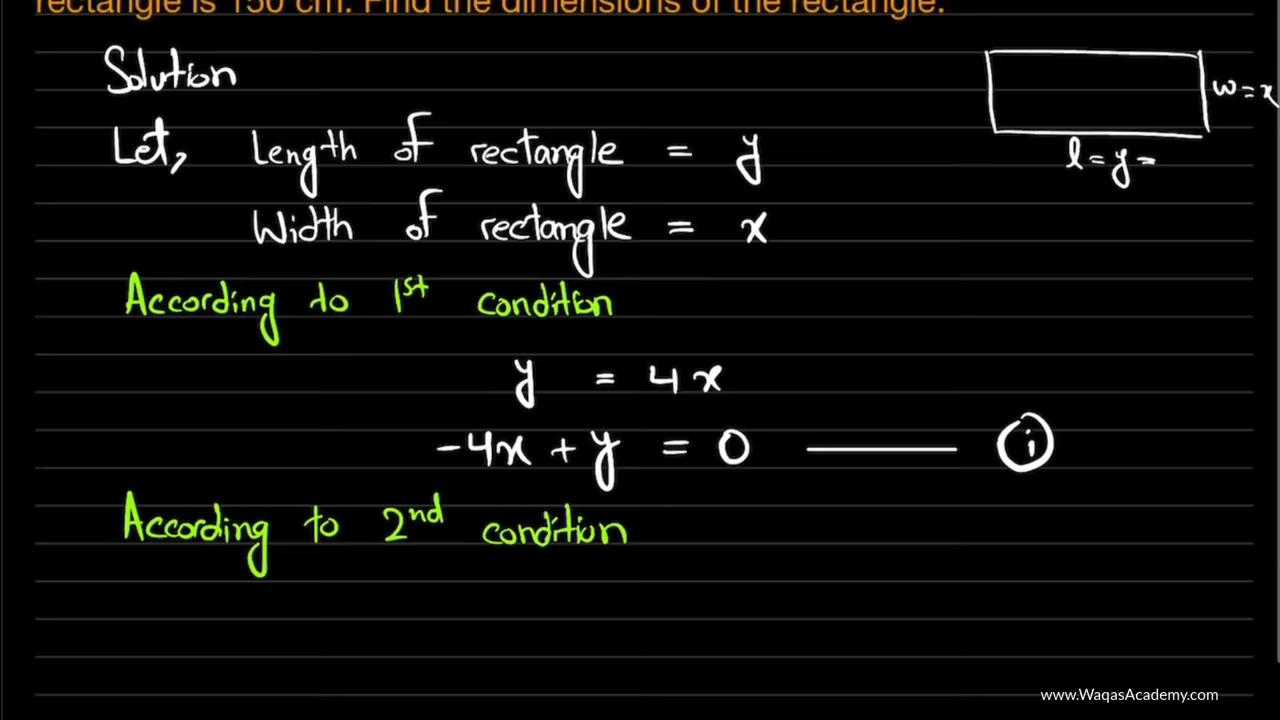 rectangle is 150 cm. Find the dimensions of the rectangle.
Solution
w = x
Let, Length of rectangle = y
l = y =
Width of rectangle = x
According to 1st condition
y = 4x
-4x + y = 0 —— i
According to 2nd condition
www.WaqasAcademy.com